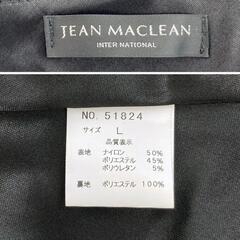 JEAN MACLEAN
INTER NATIONAL
NO. 51824
サイズ L
品質表示
表地 ナイロン 50%
ポリエステル 45%
ポリウレタン 5%
裏地 ポリエステル 100%